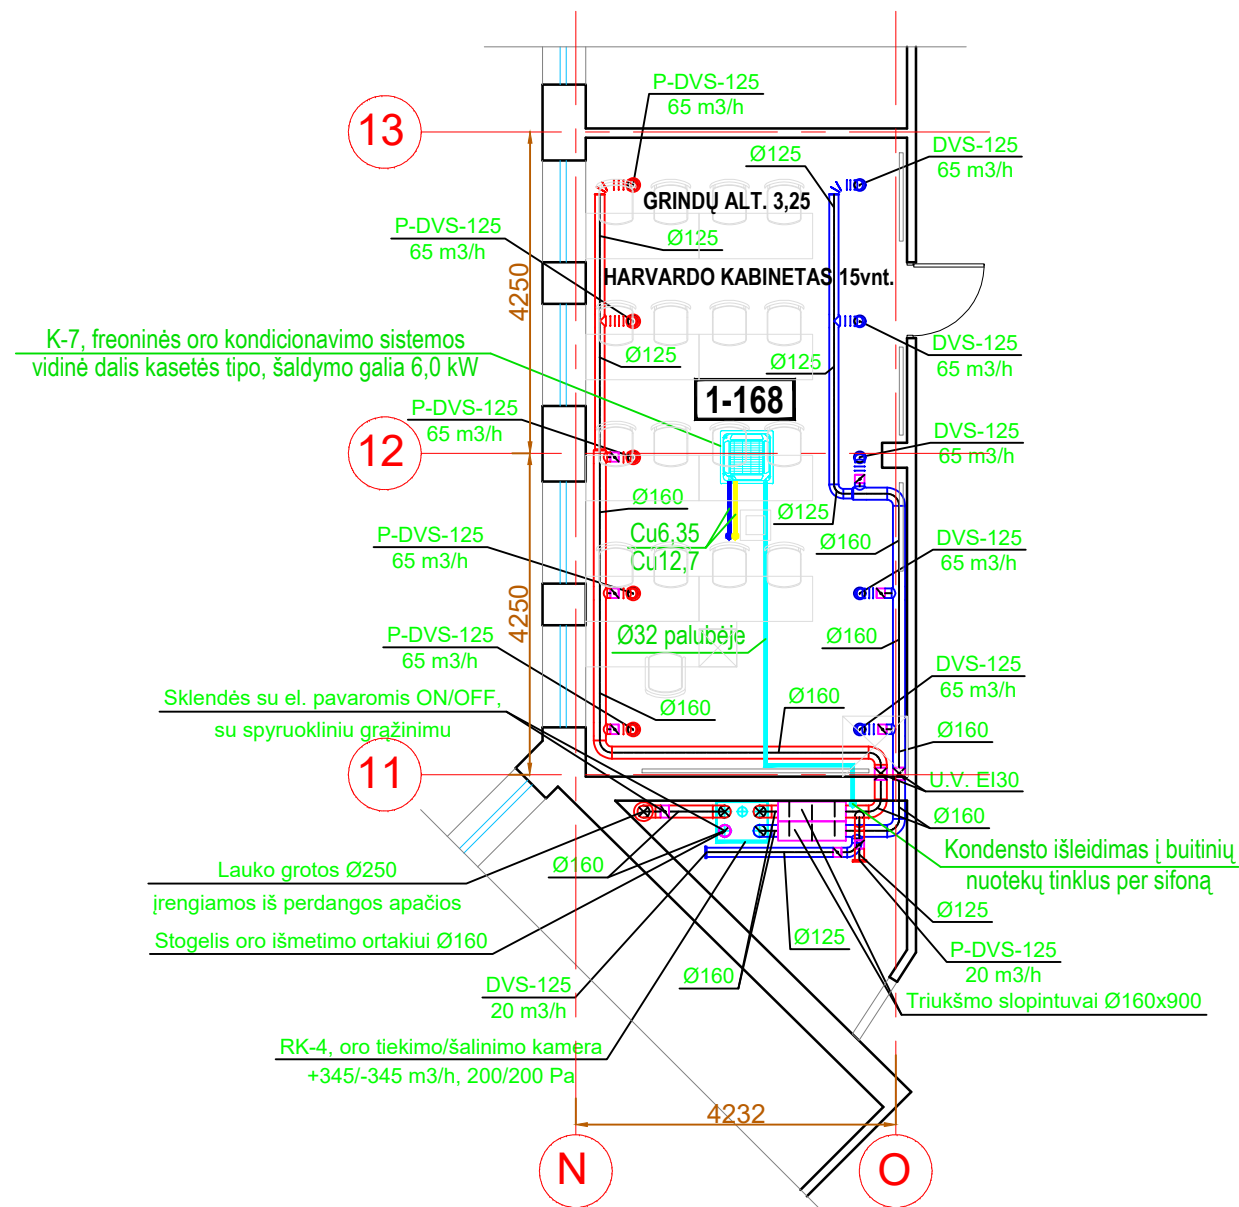 P-DVS-125
65 m3/h
13
Ø125
DVS-125
65 m3/h
GRINDŲ ALT. 3,25
P-DVS-125
65 m3/h
Ø125
HARVARDO KABINETAS 15vnt.
4250
K-7, freoninės oro kondicionavimo sistemos
vidinė dalis kasetės tipo, šaldymo galia 6,0 kW
Ø125
Ø125
DVS-125
65 m3/h
1-168
P-DVS-125
65 m3/h
12
DVS-125
65 m3/h
Ø160
Ø125
Cu6,35
Cu12,7
Ø160
P-DVS-125
65 m3/h
DVS-125
65 m3/h
4250
Ø32 palubėje
Ø160
P-DVS-125
65 m3/h
DVS-125
65 m3/h
Sklendės su el. pavaromis ON/OFF,
su spyruokliniu grąžinimu
Ø160
Ø160
Ø160
11
U.V. EI30
Ø160
Kondensto išleidimas į buitinių
nuotekų tinklus per sifoną
Lauko grotos Ø250
įrengiamos iš perdangos apačios
Ø160
Ø125
Stogelis oro išmetimo ortakiui Ø160
Ø125
P-DVS-125
20 m3/h
DVS-125
20 m3/h
Ø160
Triukšmo slopintuvai Ø160x900
RK-4, oro tiekimo/šalinimo kamera
+345/-345 m3/h, 200/200 Pa
4232
N
O